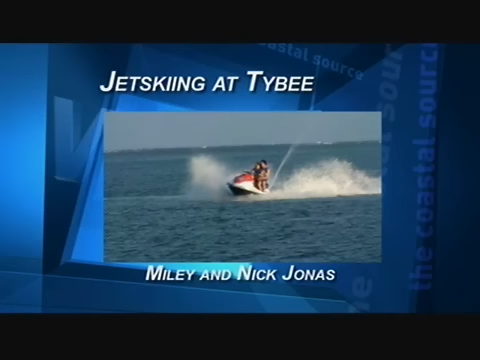 the coastal source
JETSKIING AT TYBEE
the coastal source
MILEY AND NICK JONAS